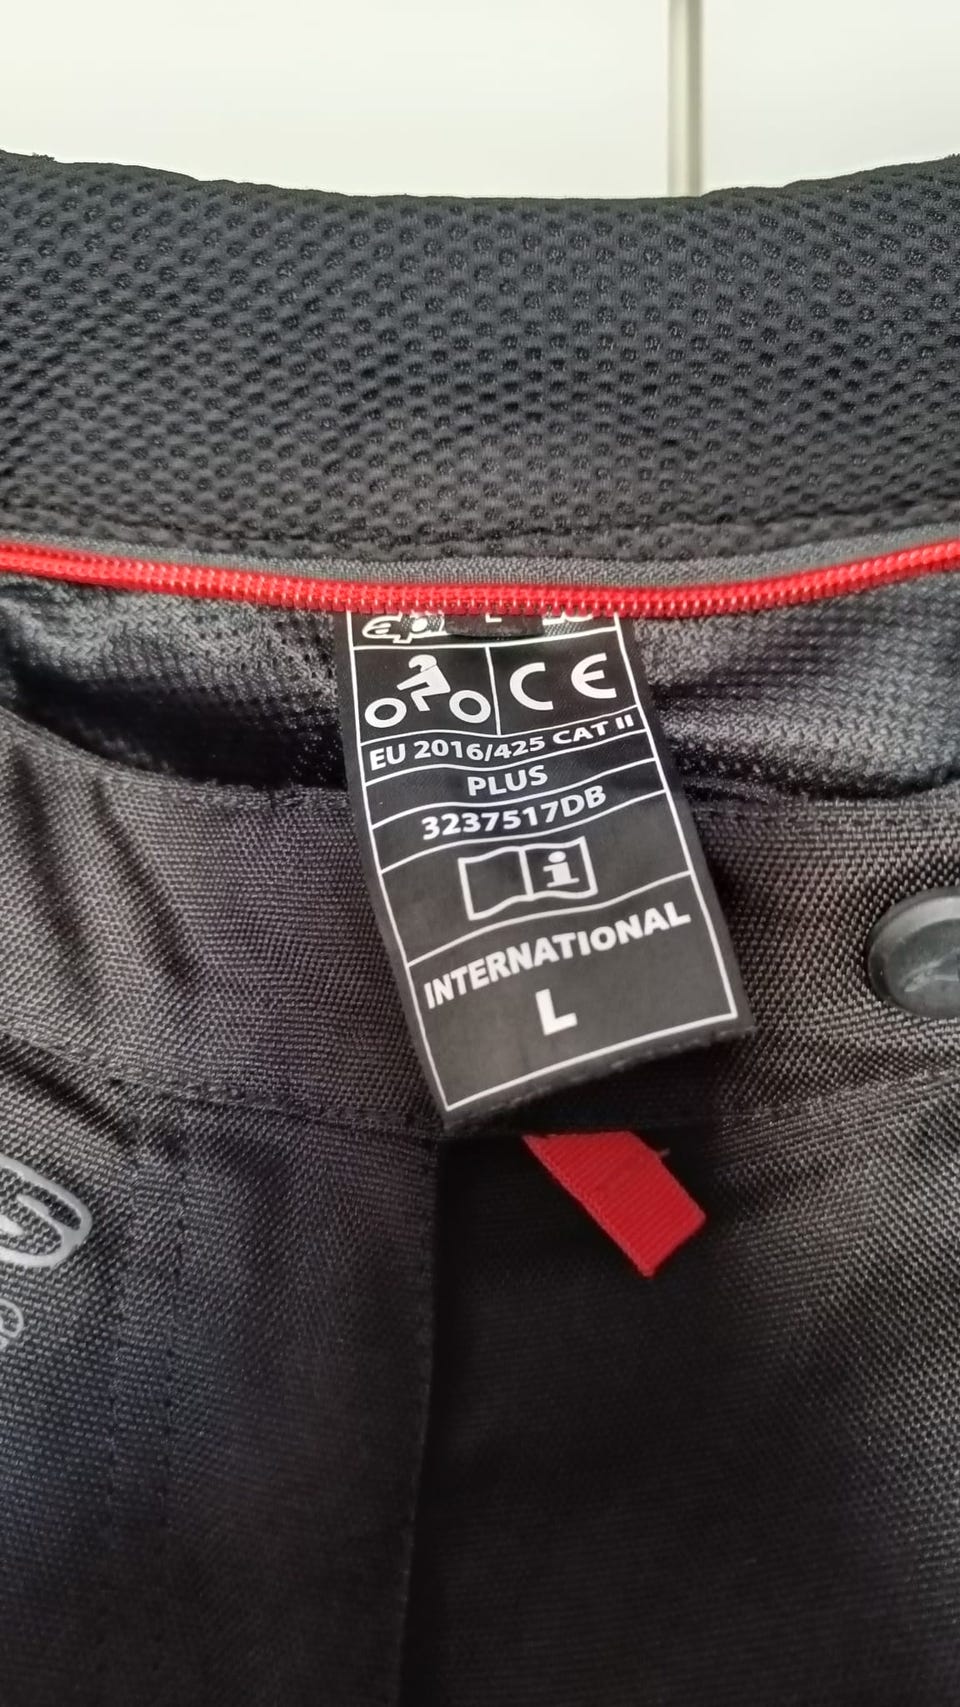 L
CE
EU 2016/425 CAT II
PLUS
3237517DB
i
INTERNATIONAL
L